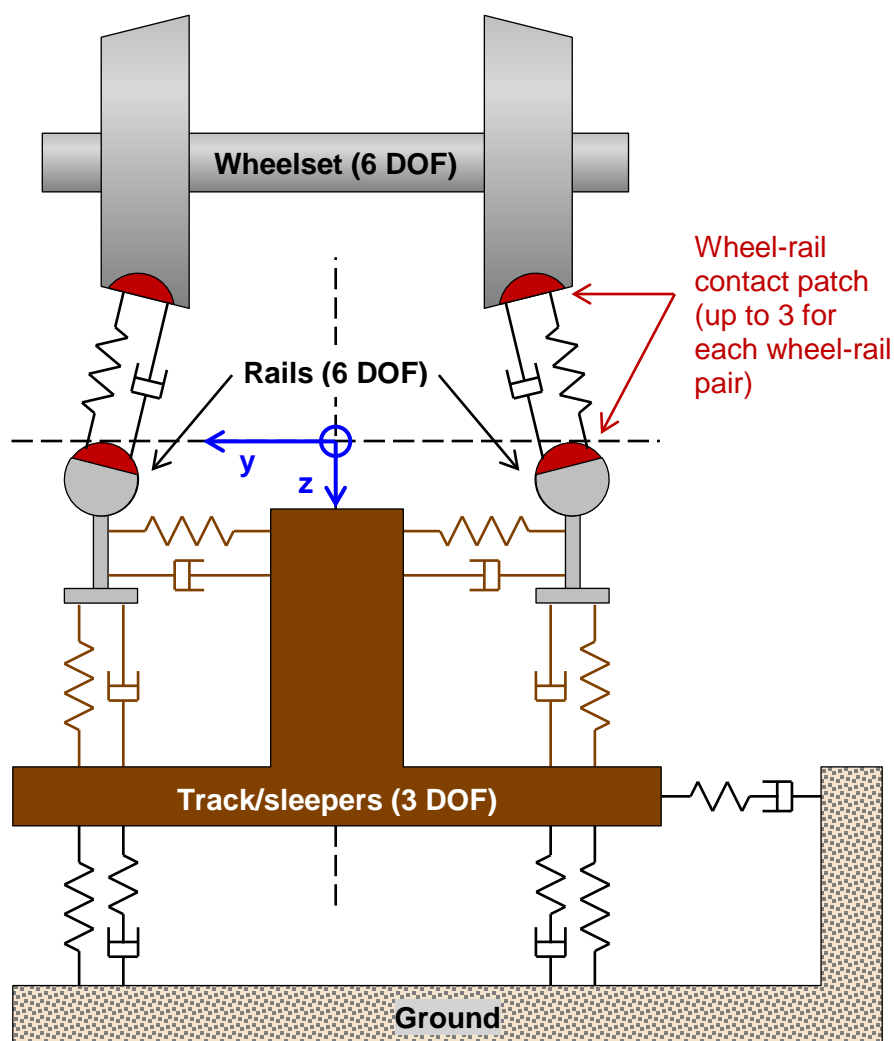 Wheelset (6 DOF)
Wheel-rail
contact patch
(up to 3 for
each wheel-rail
pair)
Rails (6 DOF)
y
z
Track/sleepers (3 DOF)
Ground